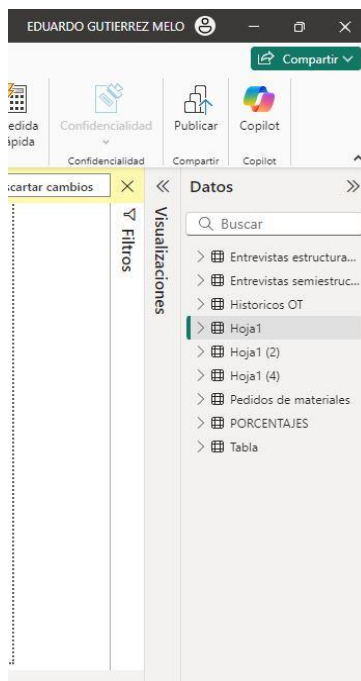 EDUARDO GUTIERREZ MELO
Compartir
edida
ápida
Confidencialidad
Publicar
Copilot
Confidencialidad
Compartir
Copilot
scartar cambios
Filtros
Visualizaciones
Datos
Buscar
Entrevistas estructura...
Entrevistas semiestruc...
Historicos OT
Hoja1
Hoja1 (2)
Hoja1 (4)
Pedidos de materiales
PORCENTAJES
Tabla